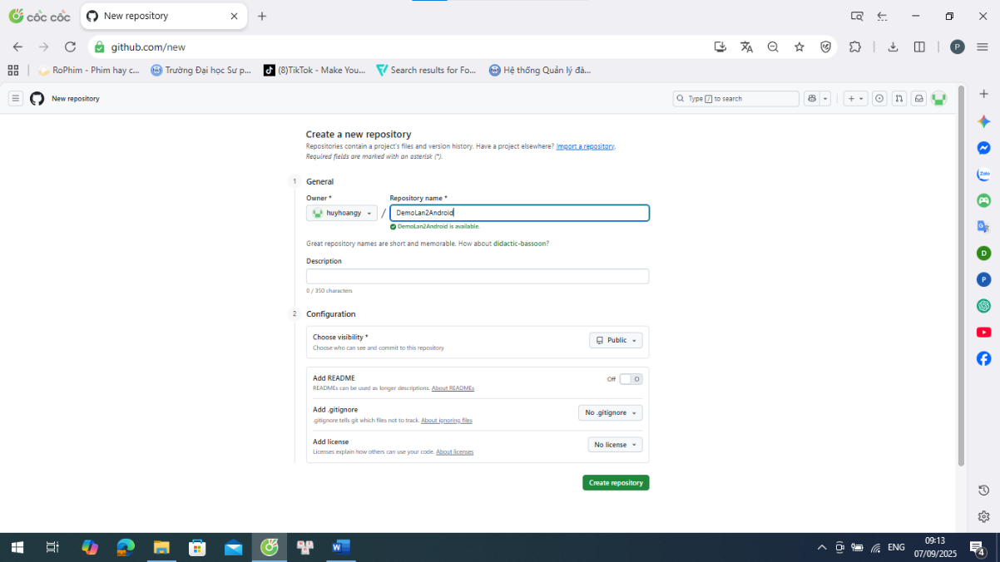 cốc cốc
New repository
github.com/new
P
RoPhim - Phim hay c...
Trường Đại học Sư p...
(8)TikTok - Make You...
Search results for Fo...
Hệ thống Quản lý đà...
New repository
Type / to search
Create a new repository
Repositories contain a project's files and version history. Have a project elsewhere? Import a repository.
Required fields are marked with an asterisk (*).
1 General
Owner *
Repository name *
huyhoangy / DemoLan2Android
DemoLan2Android is available.
Great repository names are short and memorable. How about didactic-bassoon?
Description
0 / 350 characters
2 Configuration
Choose visibility *
Choose who can see and commit to this repository
Public
Add README
READMEs can be used as longer descriptions. About READMEs
Off
Add .gitignore
.gitignore tells git which files not to track. About ignoring files
No .gitignore
Add license
Licenses explain how others can use your code. About licenses
No license
Create repository
Zalo
D
P
W
ENG
09:13
07/09/2025
4